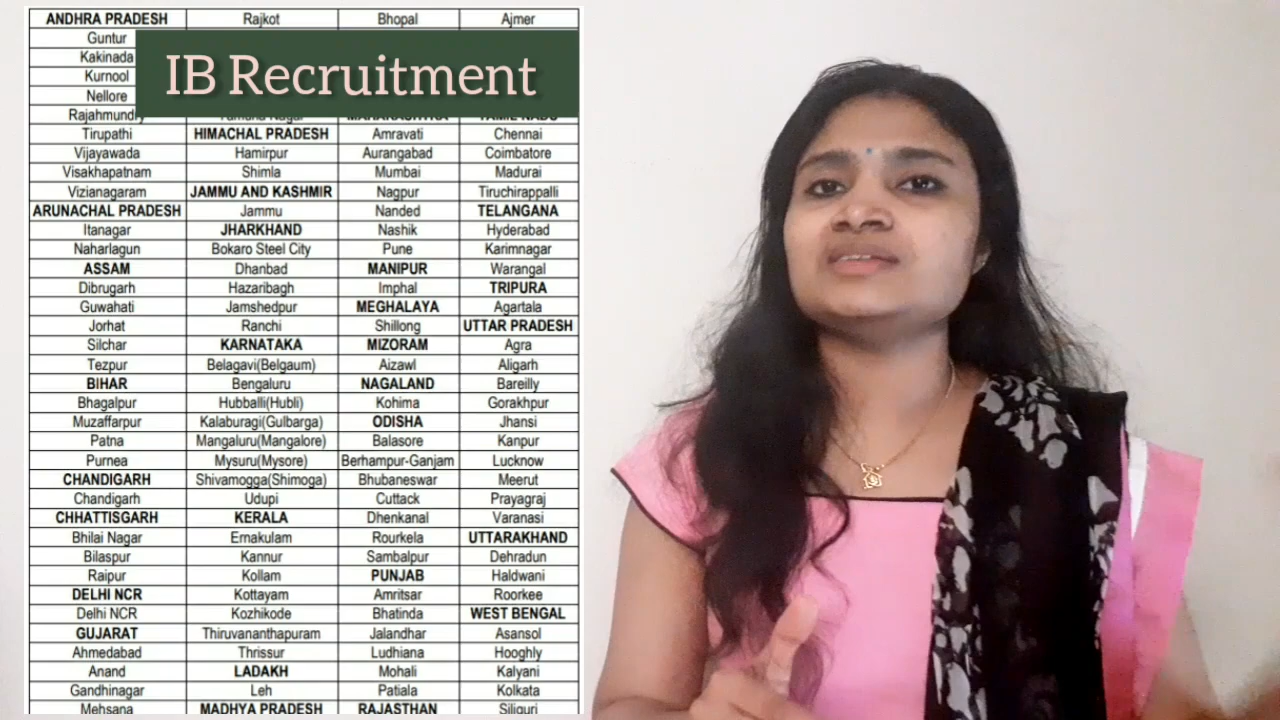 ANDHRA PRADESH Rajkot Bhopal Ajmer
Guntur
IB Recruitment
Kakinada
Kurnool
Nellore
Rajahmundry
Tirupathi HIMACHAL PRADESH Amravati Chennai
Vijayawada Hamirpur Aurangabad Coimbatore
Visakhapatnam Shimla Mumbai Madurai
Vizianagaram JAMMU AND KASHMIR Nagpur Tiruchirappalli
ARUNACHAL PRADESH Jammu Nanded TELANGANA
Itanagar JHARKHAND Nashik Hyderabad
Naharlagun Bokaro Steel City Pune Karimnagar
ASSAM Dhanbad MANIPUR Warangal
Dibrugarh Hazaribagh Imphal TRIPURA
Guwahati Jamshedpur MEGHALAYA Agartala
Jorhat Ranchi Shillong UTTAR PRADESH
Silchar KARNATAKA MIZORAM Agra
Tezpur Belagavi(Belgaum) Aizawl Aligarh
BIHAR Bengaluru NAGALAND Bareilly
Bhagalpur Hubballi(Hubli) Kohima Gorakhpur
Muzaffarpur Kalaburagi(Gulbarga) ODISHA Jhansi
Patna Mangaluru(Mangalore) Balasore Kanpur
Purnea Mysuru(Mysore) Berhampur-Ganjam Lucknow
CHANDIGARH Shivamogga(Shimoga) Bhubaneswar Meerut
Chandigarh Udupi Cuttack Prayagraj
CHHATTISGARH KERALA Dhenkanal Varanasi
Bhilai Nagar Ernakulam Rourkela UTTARAKHAND
Bilaspur Kannur Sambalpur Dehradun
Raipur Kollam PUNJAB Haldwani
DELHI NCR Kottayam Amritsar Roorkee
Delhi NCR Kozhikode Bhatinda WEST BENGAL
GUJARAT Thiruvananthapuram Jalandhar Asansol
Ahmedabad Thrissur Ludhiana Hooghly
Anand LADAKH Mohali Kalyani
Gandhinagar Leh Patiala Kolkata
Mehsana MADHYA PRADESH RAJASTHAN Siliguri